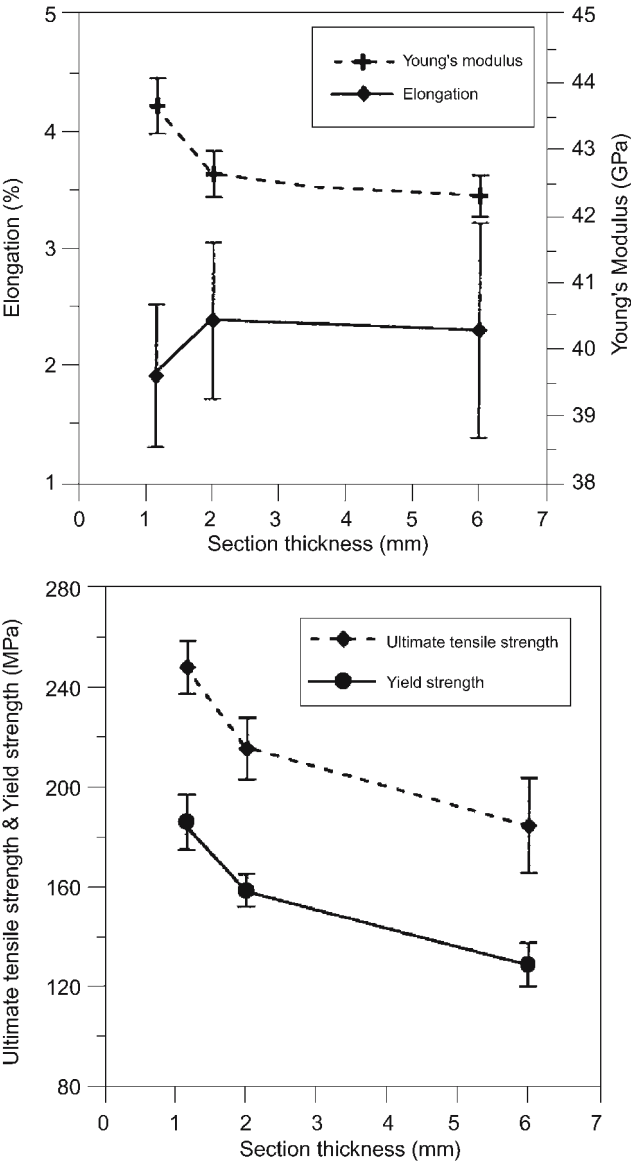 5
4
3
2
1
Elongation (%)
45
44
43
42
41
40
39
38
Young's Modulus (GPa)
Young's modulus
Elongation
0 1 2 3 4 5 6 7
Section thickness (mm)
280
240
200
160
120
80
Ultimate tensile strength & Yield strength (MPa)
Ultimate tensile strength
Yield strength
0 1 2 3 4 5 6 7
Section thickness (mm)